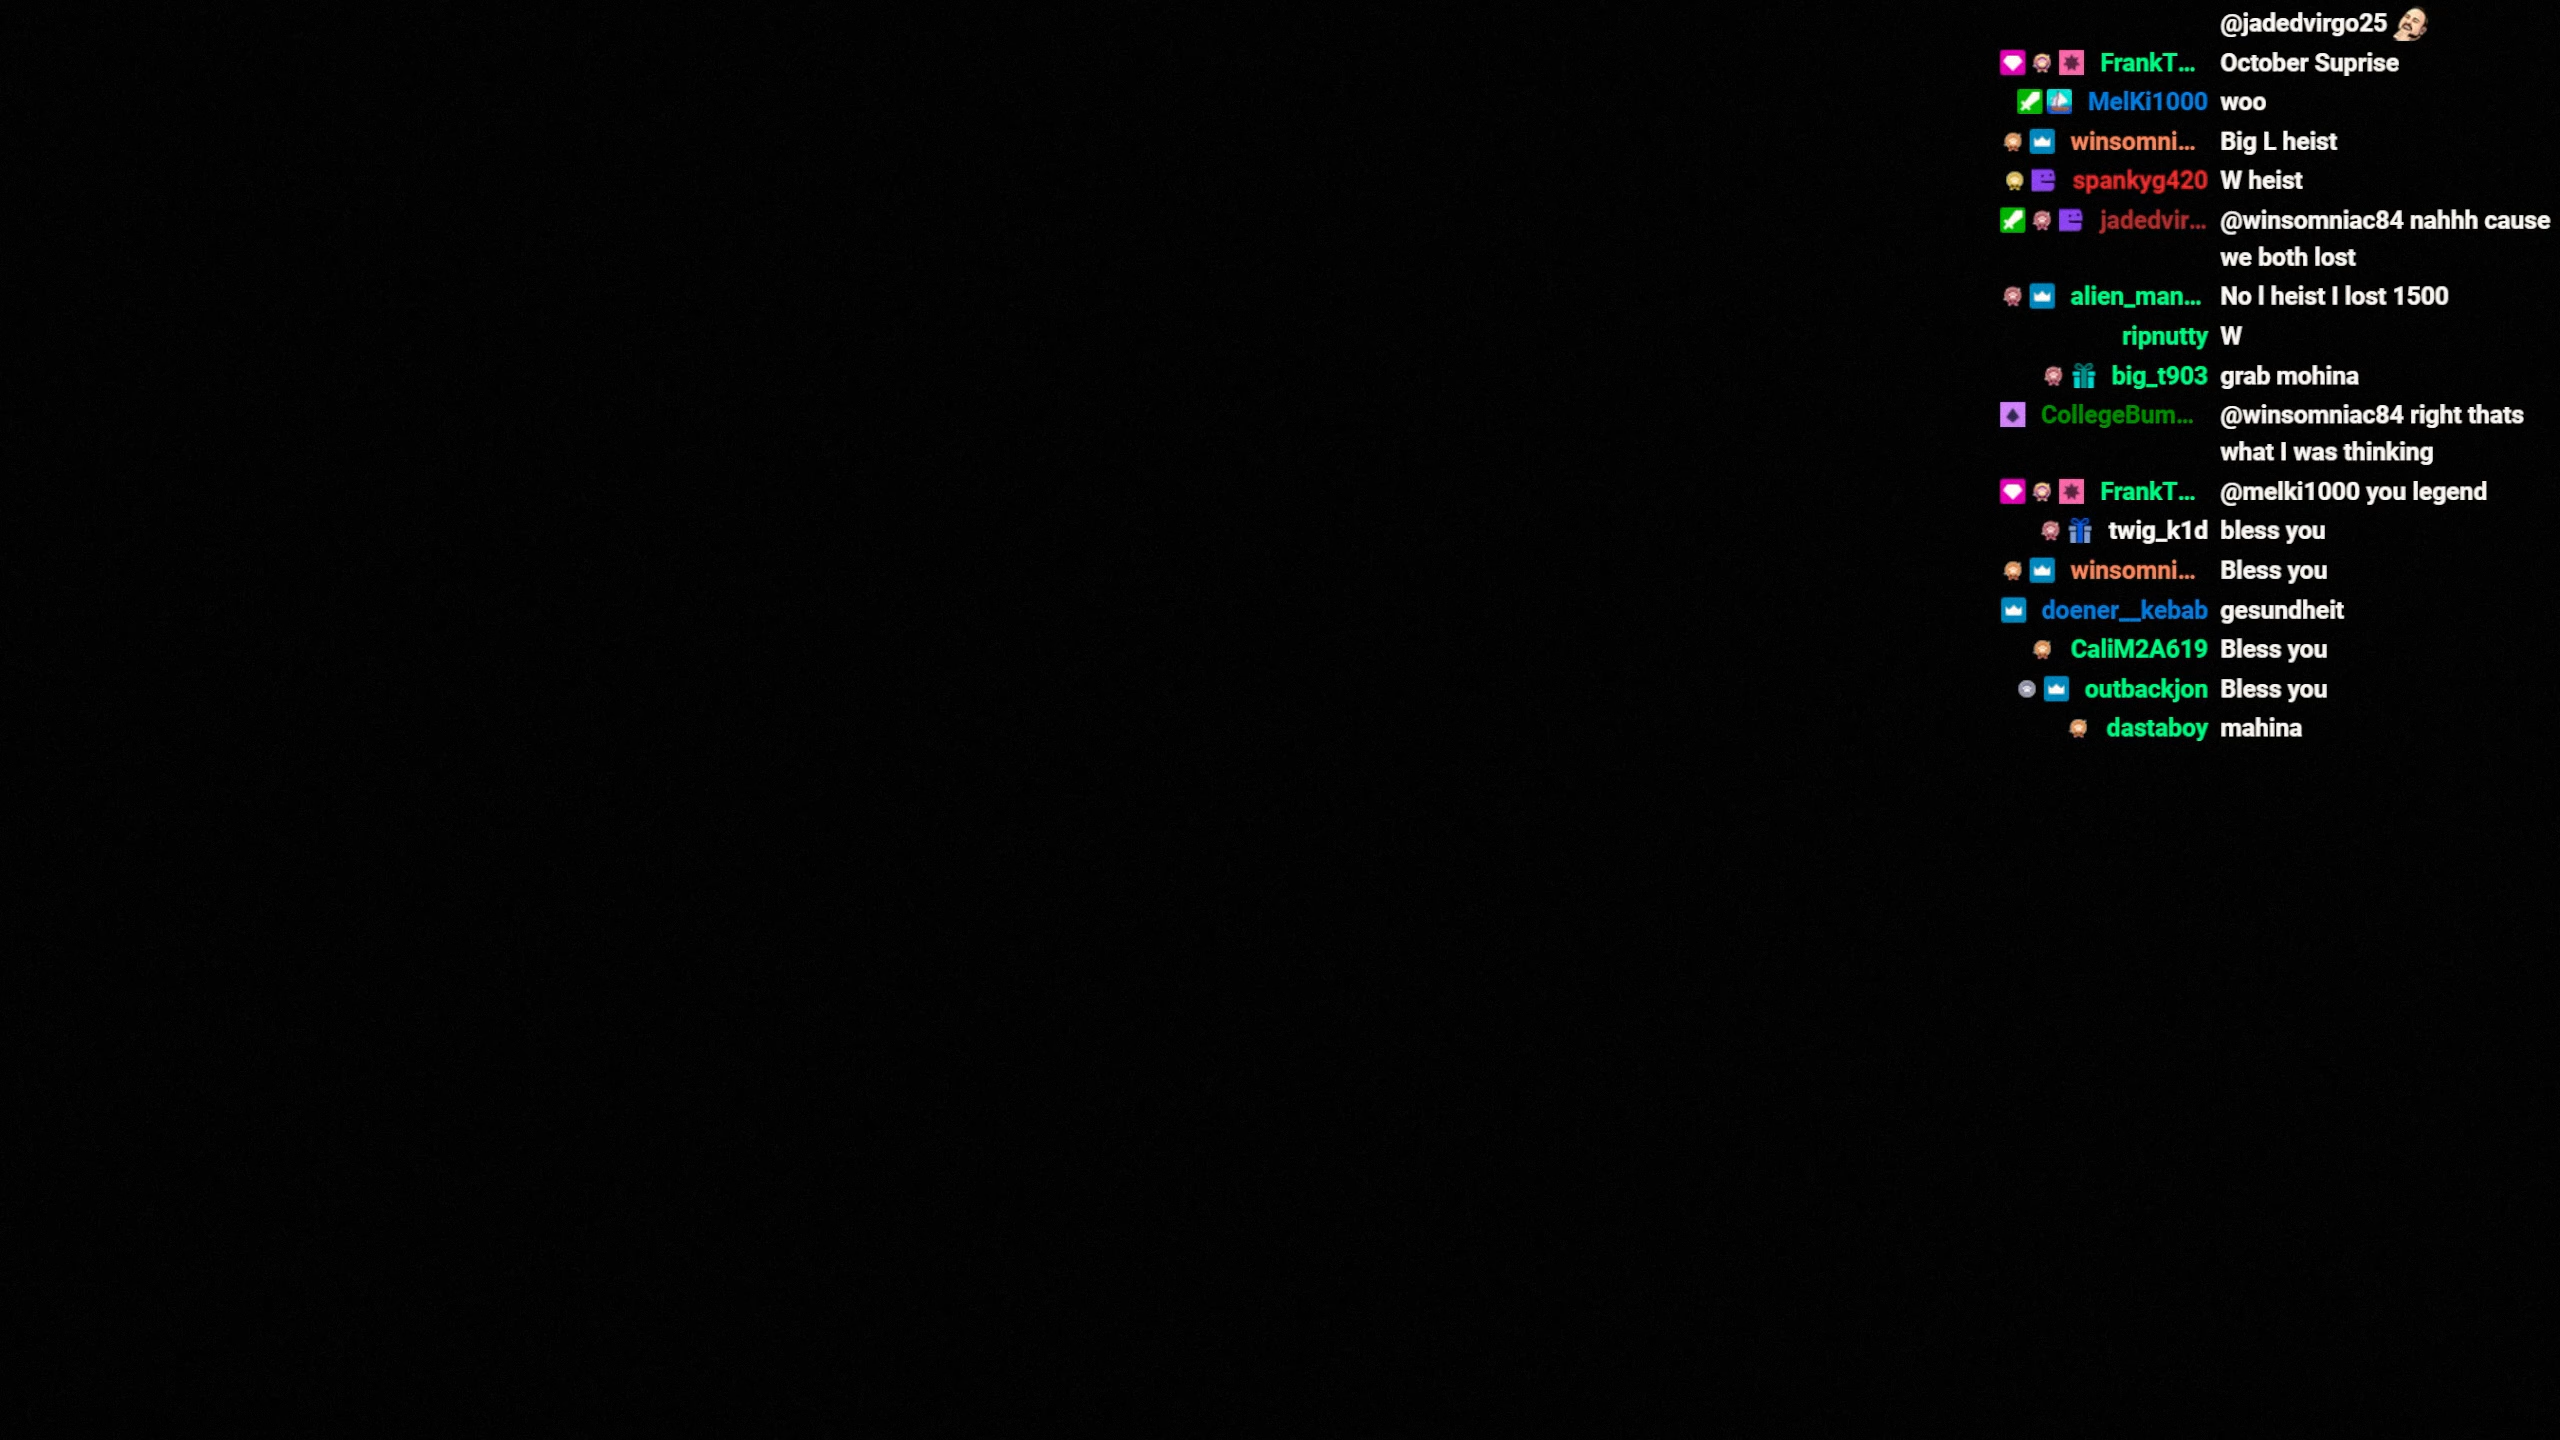 @jadedvirgo25
FrankT... October Suprise
MelKi1000 woo
winsomni... Big L heist
spankyg420 W heist
jadedvir... @winsomniac84 nahhh cause
we both lost
alien_man... No l heist I lost 1500
ripnutty W
big_t903 grab mohina
CollegeBum... @winsomniac84 right thats
what I was thinking
FrankT... @melki1000 you legend
twig_k1d bless you
winsomni... Bless you
doener__kebab gesundheit
CaliM2A619 Bless you
outbackjon Bless you
dastaboy mahina